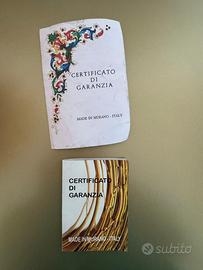 CERTIFICATO
DI
GARANZIA
MADE IN MURANO - ITALY
CERTIFICATO
DI
GARANZIA
MADE IN MURANO - ITALY
subito